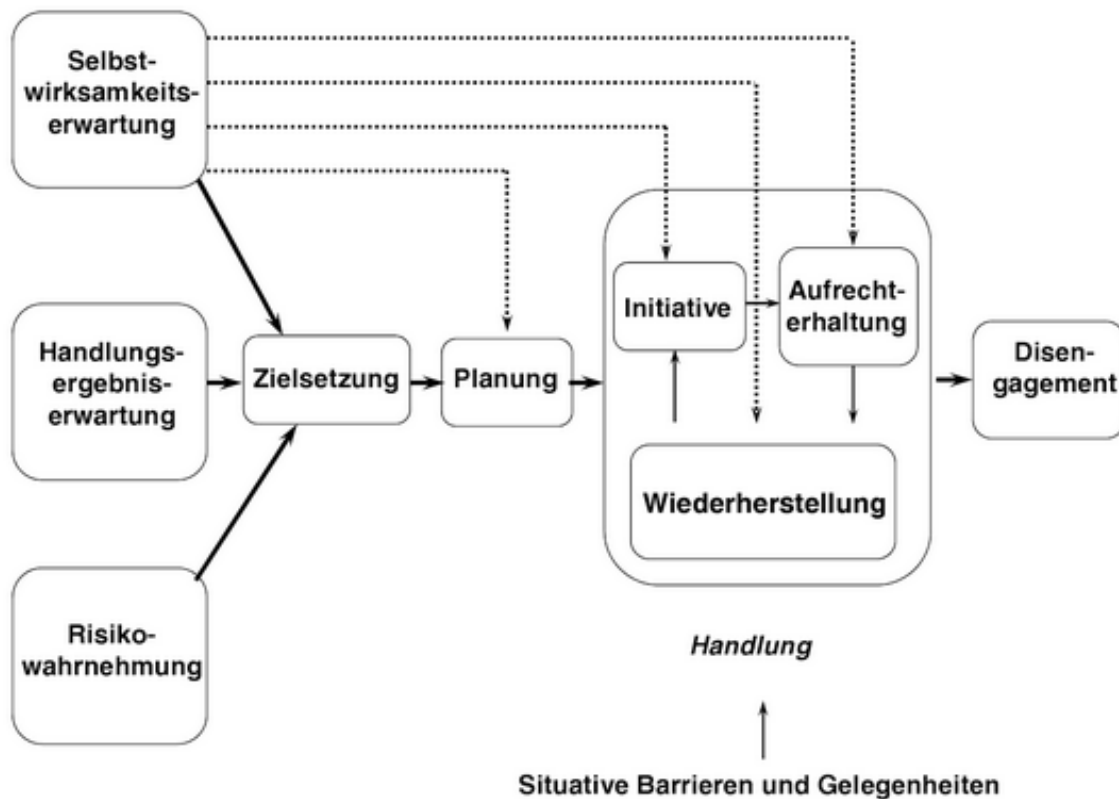 Selbst-
wirksamkeits-
erwartung
Handlungs-
ergebnis-
erwartung
Risiko-
wahrnehmung
Zielsetzung
Planung
Initiative
Aufrecht-
erhaltung
Wiederherstellung
Disen-
gagement
Handlung
Situative Barrieren und Gelegenheiten